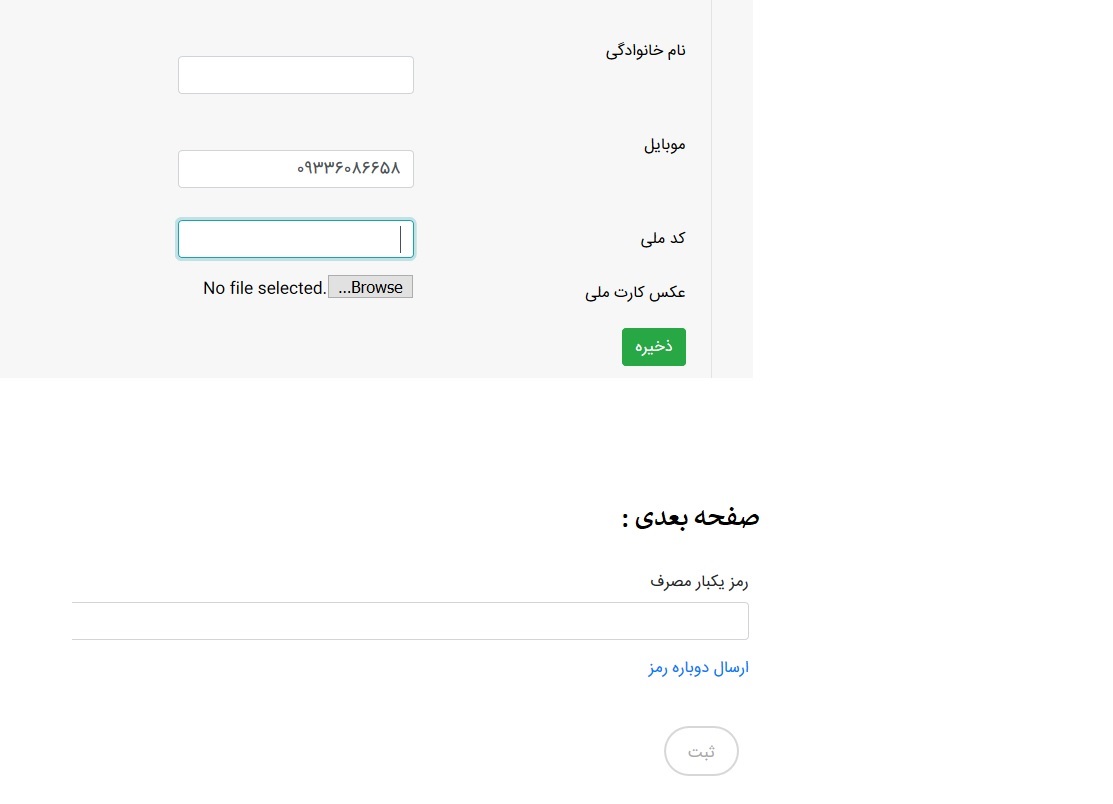 نام خانوادگی
موبایل
۰۹۳۳۶۰۸۶۶۵۸
کد ملی
عکس کارت ملی
Browse... No file selected.
ذخیره
صفحه بعدی :
رمز یکبار مصرف
ارسال دوباره رمز
ثبت